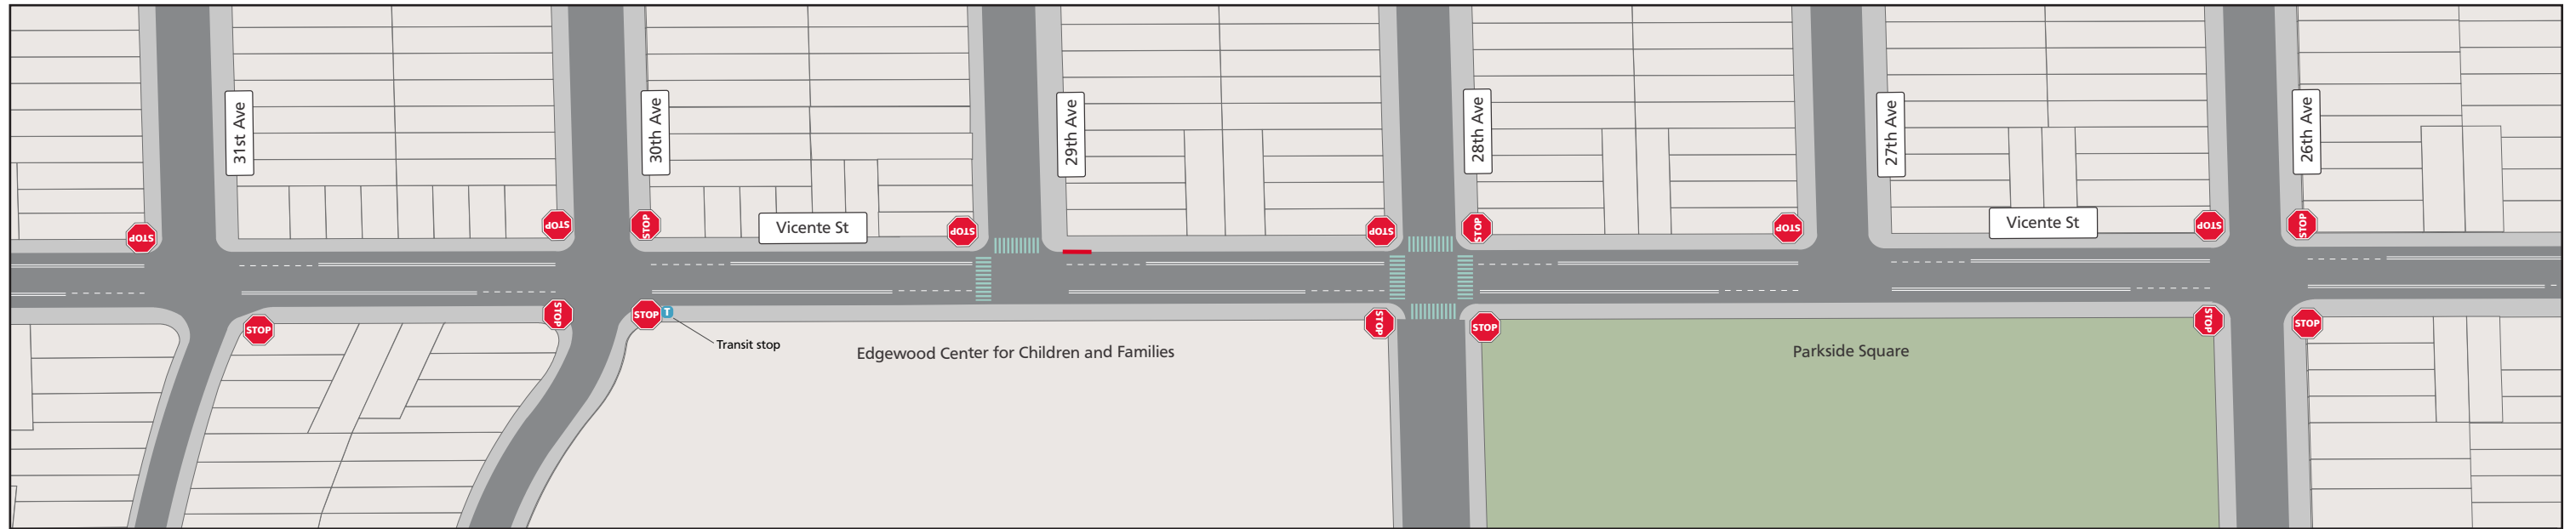 31st Ave
30th Ave
29th Ave
28th Ave
27th Ave
26th Ave
STOP
STOP
STOP
STOP
STOP
STOP
STOP
STOP
STOP
Vicente St
Vicente St
STOP
STOP
STOP
T
STOP
STOP
STOP
STOP
Transit stop
Edgewood Center for Children and Families
Parkside Square